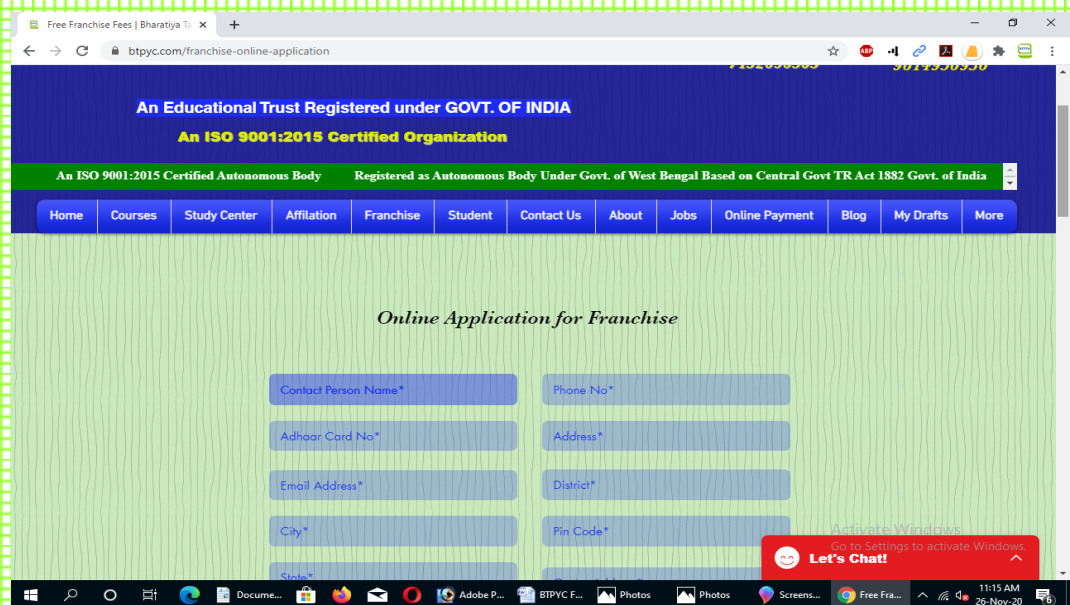 Free Franchise Fees | Bharatiya Ta
btpyc.com/franchise-online-application
An Educational Trust Registered under GOVT. OF INDIA
An ISO 9001:2015 Certified Organization
An ISO 9001:2015 Certified Autonomous Body Registered as Autonomous Body Under Govt. of West Bengal Based on Central Govt TR Act 1882 Govt. of India
Home Courses Study Center Affilation Franchise Student Contact Us About Jobs Online Payment Blog My Drafts More
Online Application for Franchise
Contact Person Name* Phone No*
Adhaar Card No* Address*
Email Address* District*
City* Pin Code*
State*
Activate Windows
Go to Settings to activate Windows.
Let's Chat!
Docume... Adobe P... BTPYC F... Photos Photos Screens... Free Fra... 11:15 AM
26-Nov-20 6